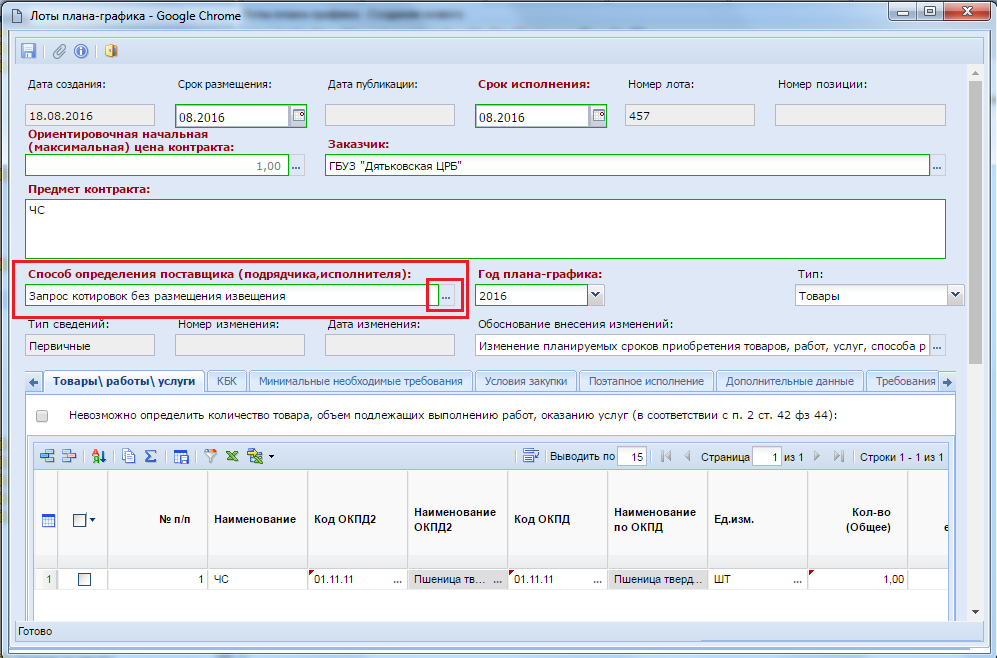 Лоты плана-графика - Google Chrome
Дата создания: Срок размещения: Дата публикации: Срок исполнения: Номер лота: Номер позиции:
18.08.2016 08.2016 08.2016 457
Ориентировочная начальная
(максимальная) цена контракта: Заказчик:
1,00 ... ГБУЗ "Дятьковская ЦРБ" ...
Предмет контракта:
ЧС
Способ определения поставщика (подрядчика,исполнителя): Год плана-графика: Тип:
Запрос котировок без размещения извещения ... 2016 Товары
Тип сведений: Номер изменения: Дата изменения: Обоснование внесения изменений:
Первичные Изменение планируемых сроков приобретения товаров, работ, услуг, способа р ...
Товары\ работы\ услуги КБК Минимальные необходимые требования Условия закупки Поэтапное исполнение Дополнительные данные Требования
Невозможно определить количество товара, объем подлежащих выполнению работ, оказанию услуг (в соответствии с п. 2 ст. 42 фз 44):
Выводить по 15 Страница 1 из 1 Строки 1 - 1 из 1
№ п/п Наименование Код ОКПД2 Наименование ОКПД2 Код ОКПД Наименование по ОКПД Ед.изм. Кол-во (Общее) е
1 1 ЧС 01.11.11 ... Пшеница тв... ... 01.11.11 ... Пшеница тверд... ШТ ... 1,00
Готово